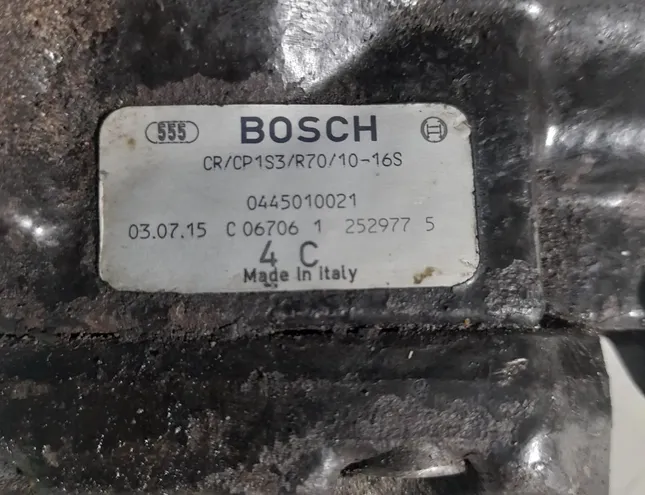 555 BOSCH
CR/CP1S3/R70/10-16S
0445010021
03.07.15 C 06706 1 252977 5
4 C
Made in Italy